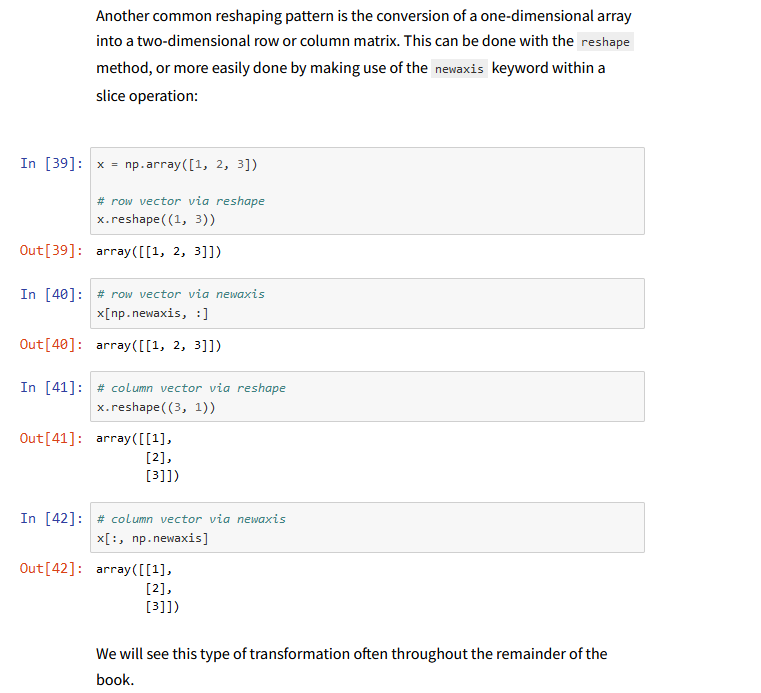 Another common reshaping pattern is the conversion of a one-dimensional array
into a two-dimensional row or column matrix. This can be done with the reshape
method, or more easily done by making use of the newaxis keyword within a
slice operation:
In [39]: x = np.array([1, 2, 3])
# row vector via reshape
x.reshape((1, 3))
Out[39]: array([[1, 2, 3]])
In [40]: # row vector via newaxis
x[np.newaxis, :]
Out[40]: array([[1, 2, 3]])
In [41]: # column vector via reshape
x.reshape((3, 1))
Out[41]: array([[1],
[2],
[3]])
In [42]: # column vector via newaxis
x[:, np.newaxis]
Out[42]: array([[1],
[2],
[3]])
We will see this type of transformation often throughout the remainder of the
book.